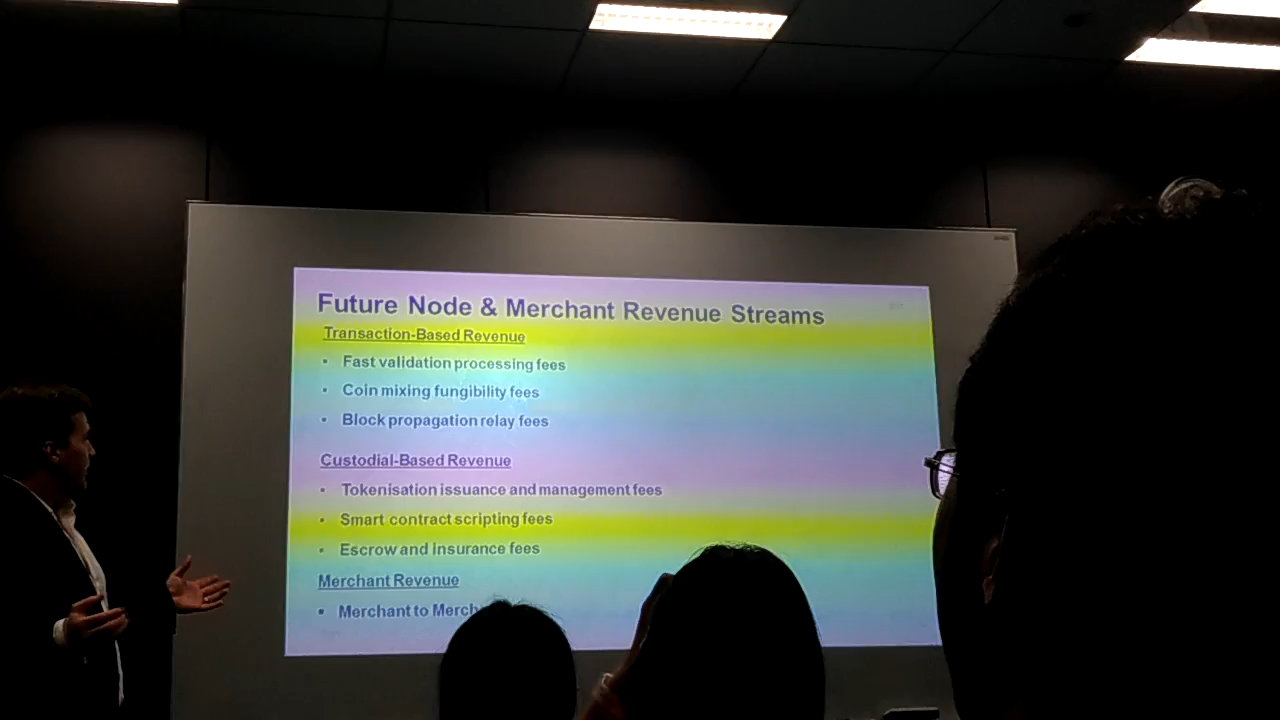 Future Node & Merchant Revenue Streams
Transaction-Based Revenue
• Fast validation processing fees
• Coin mixing fungibility fees
• Block propagation relay fees
Custodial-Based Revenue
• Tokenisation issuance and management fees
• Smart contract scripting fees
• Escrow and Insurance fees
Merchant Revenue
• Merchant to